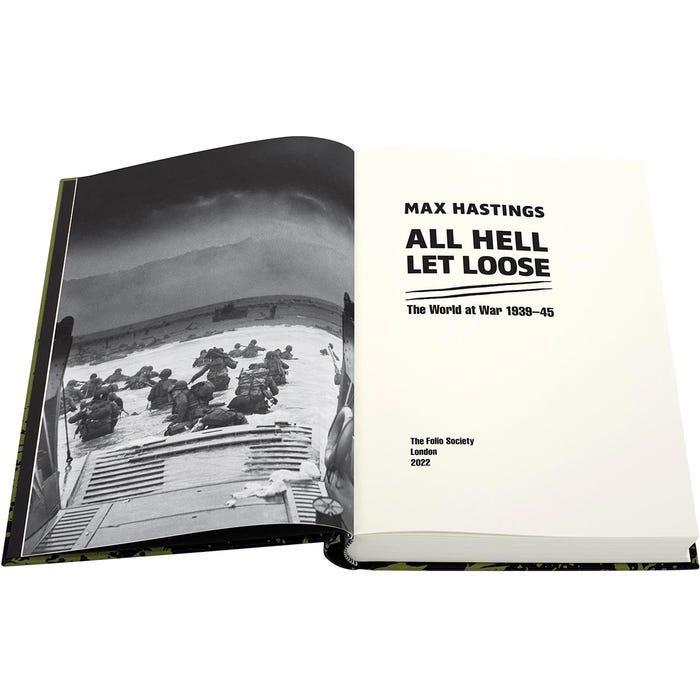 MAX HASTINGS
ALL HELL
LET LOOSE
The World at War 1939–45
The Folio Society
London
2022